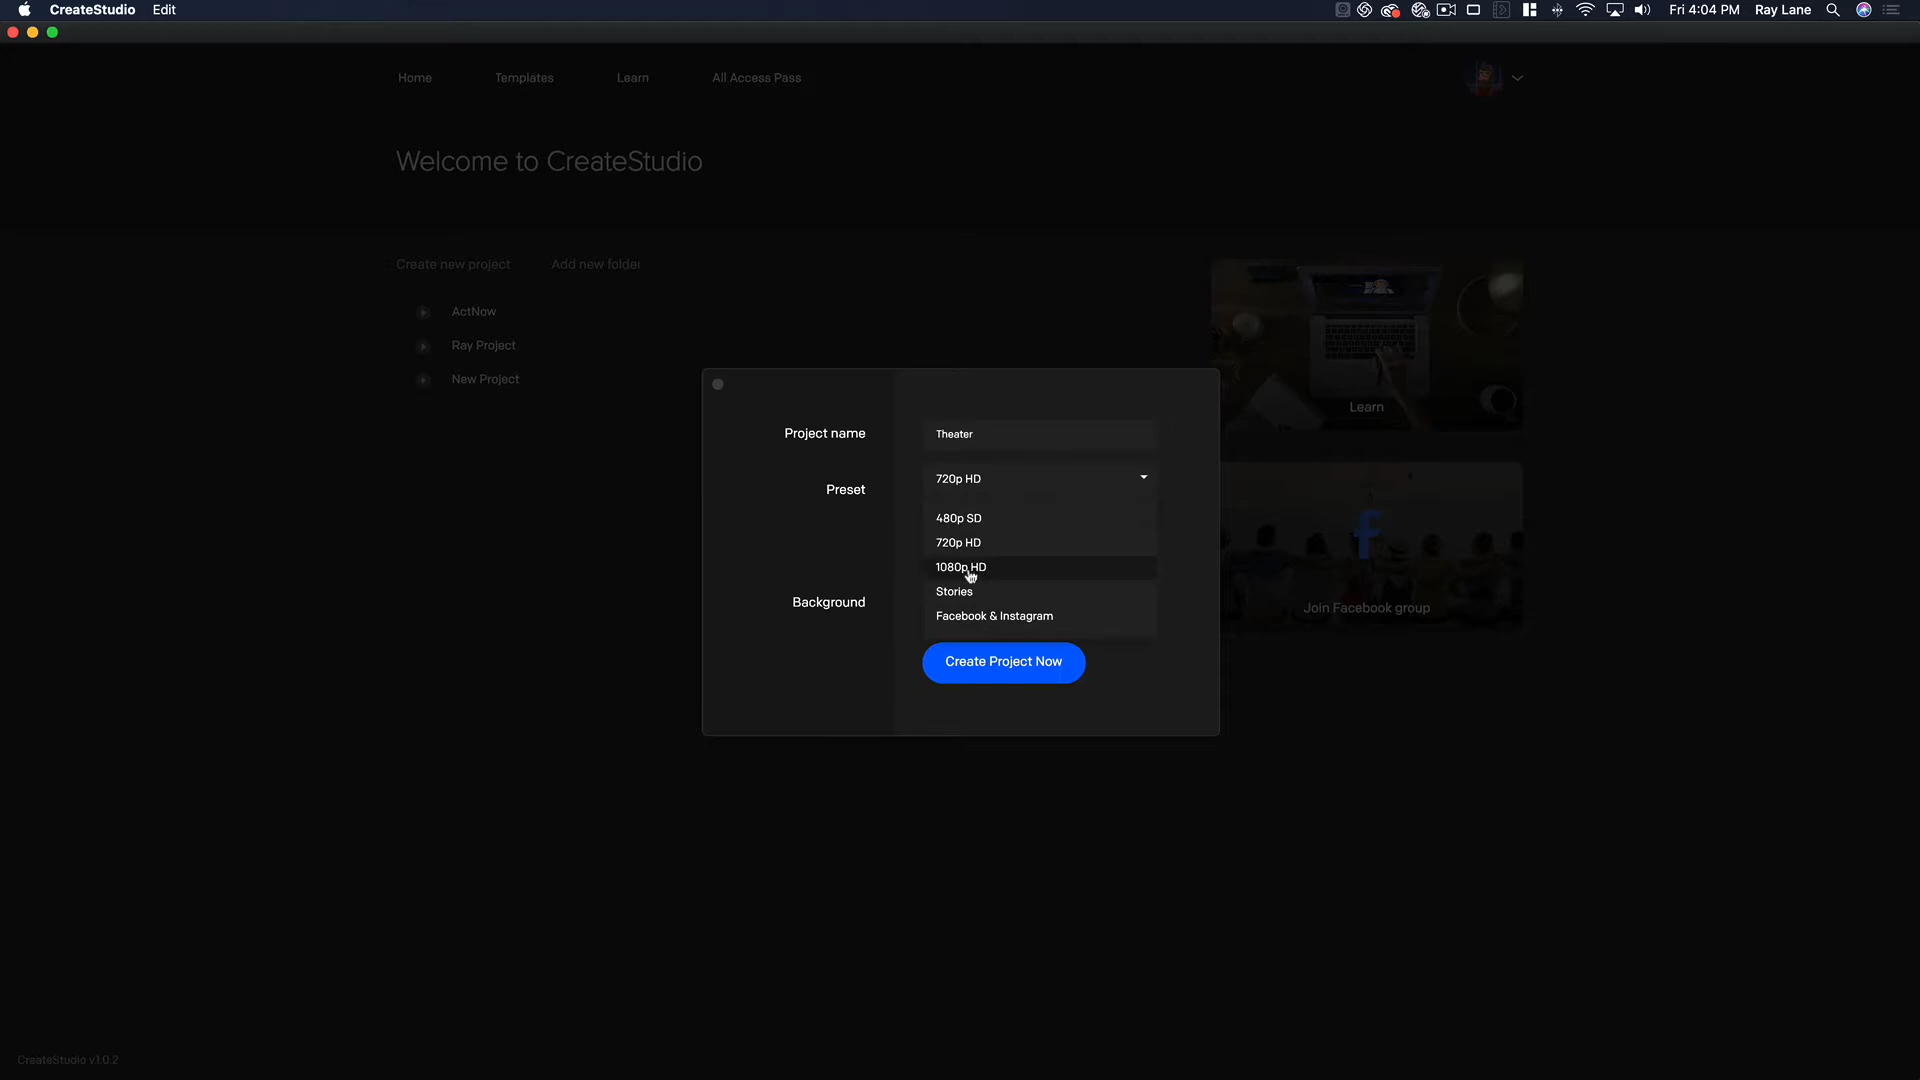 CreateStudio Edit Fri 4:04 PM Ray Lane
Home Templates Learn All Access Pass
Welcome to CreateStudio
Create new project Add new folder
ActNow
Ray Project
New Project
Learn
Project name Theater
Preset 720p HD
480p SD
720p HD
1080p HD
Stories
Background
Facebook & Instagram
Join Facebook group
Create Project Now
CreateStudio v1.0.2